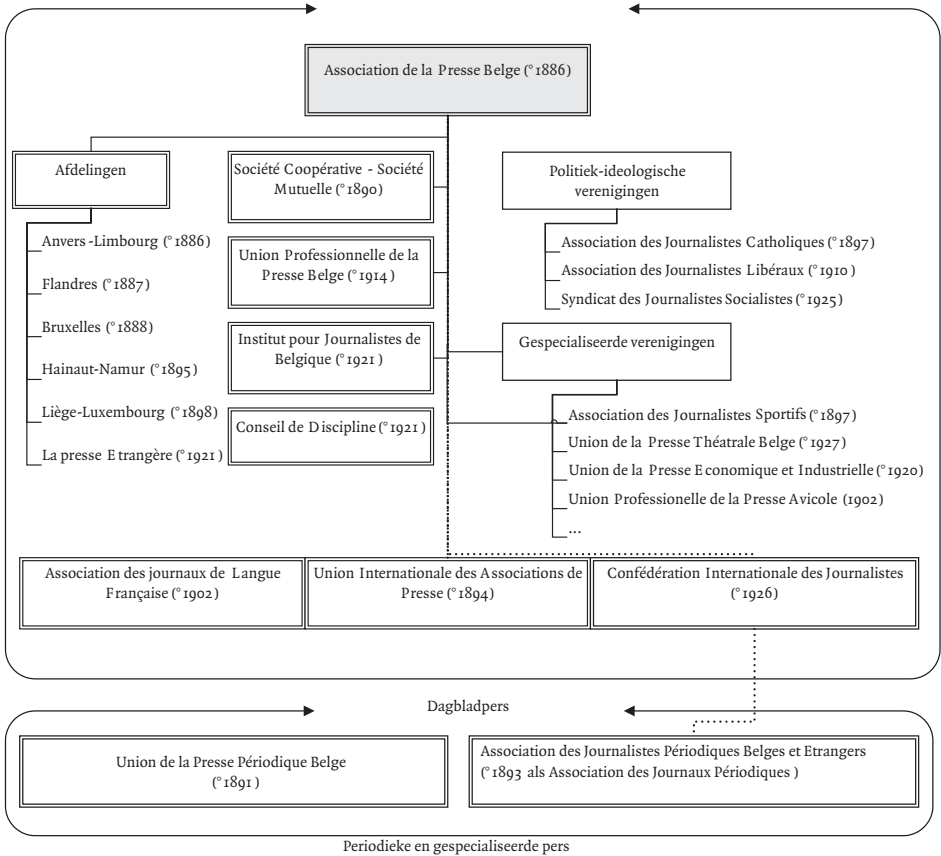 Association de la Presse Belge (°1886)
Afdelingen
Anvers-Limbourg (°1886)
Flandres (°1887)
Bruxelles (°1888)
Hainaut-Namur (°1895)
Liège-Luxembourg (°1898)
La presse Etrangère (°1921)
Société Coopérative - Société
Mutuelle (°1890)
Union Professionnelle de la
Presse Belge (°1914)
Institut pour Journalistes de
Belgique (°1921)
Conseil de Discipline (°1921)
Politiek-ideologische
verenigingen
Association des Journalistes Catholiques (°1897)
Association des Journalistes Libéraux (°1910)
Syndicat des Journalistes Socialistes (°1925)
Gespecialiseerde verenigingen
Association des Journalistes Sportifs (°1897)
Union de la Presse Théatrale Belge (°1927)
Union de la Presse Economique et Industrielle (°1920)
Union Professionelle de la Presse Avicole (1902)
...
Association des journaux de Langue
Française (°1902)
Union Internationale des Associations de
Presse (°1894)
Confédération Internationale des Journalistes
(°1926)
Dagbladpers
Union de la Presse Périodique Belge
(°1891)
Association des Journalistes Périodiques Belges et Etrangers
(°1893 als Association des Journaux Périodiques)
Periodieke en gespecialiseerde pers